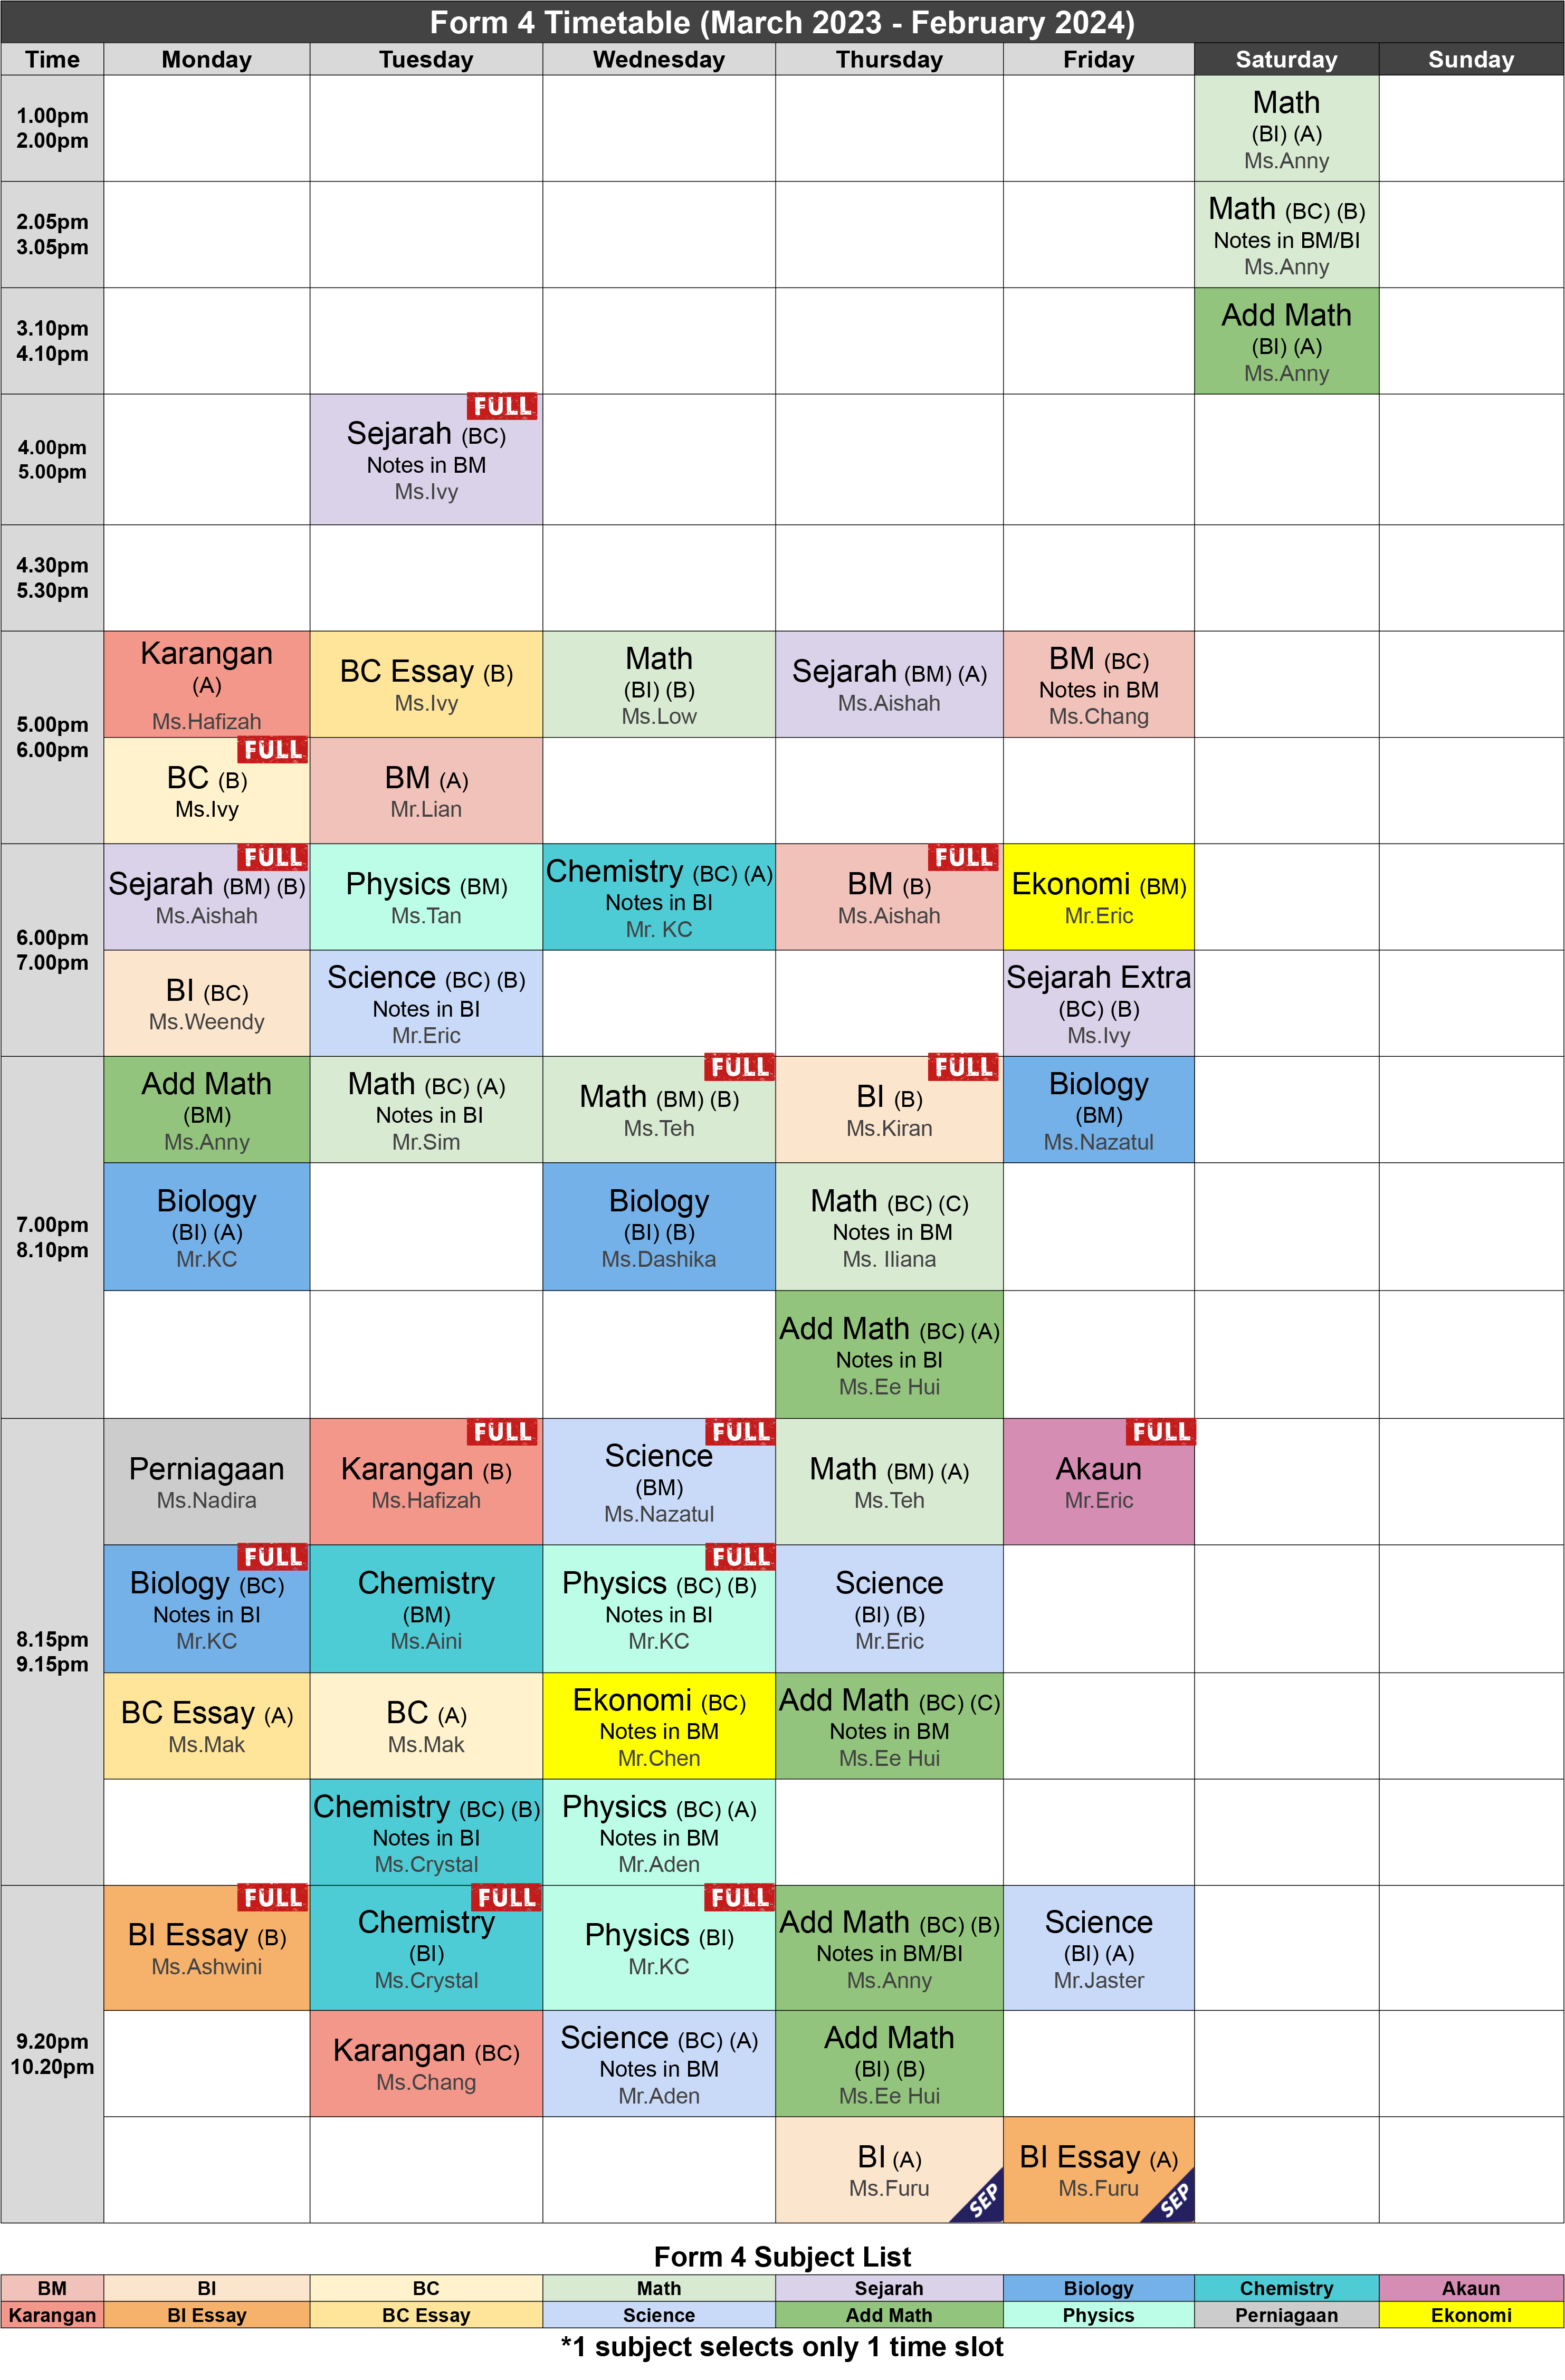 Form 4 Timetable (March 2023 - February 2024)
Time Monday Tuesday Wednesday Thursday Friday Saturday Sunday
1.00pm
2.00pm
Math
(BI) (A)
Ms.Anny
2.05pm
3.05pm
Math (BC) (B)
Notes in BM/BI
Ms.Anny
3.10pm
4.10pm
Add Math
(BI) (A)
Ms.Anny
4.00pm
5.00pm
FULL
Sejarah (BC)
Notes in BM
Ms.Ivy
4.30pm
5.30pm
5.00pm
6.00pm
Karangan
(A)
Ms.Hafizah
BC Essay (B)
Ms.Ivy
Math
(BI) (B)
Ms.Low
Sejarah (BM) (A)
Ms.Aishah
BM (BC)
Notes in BM
Ms.Chang
FULL
BC (B)
Ms.Ivy
BM (A)
Mr.Lian
6.00pm
7.00pm
FULL
Sejarah (BM) (B)
Ms.Aishah
Physics (BM)
Ms.Tan
Chemistry (BC) (A)
Notes in BI
Mr. KC
FULL
BM (B)
Ms.Aishah
Ekonomi (BM)
Mr.Eric
BI (BC)
Ms.Weendy
Science (BC) (B)
Notes in BI
Mr.Eric
Sejarah Extra
(BC) (B)
Ms.Ivy
7.00pm
8.10pm
Add Math
(BM)
Ms.Anny
Math (BC) (A)
Notes in BI
Mr.Sim
FULL
Math (BM) (B)
Ms.Teh
FULL
BI (B)
Ms.Kiran
Biology
(BM)
Ms.Nazatul
Biology
(BI) (A)
Mr.KC
Biology
(BI) (B)
Ms.Dashika
Math (BC) (C)
Notes in BM
Ms. Iliana
Add Math (BC) (A)
Notes in BI
Ms.Ee Hui
8.15pm
9.15pm
Perniagaan
Ms.Nadira
FULL
Karangan (B)
Ms.Hafizah
FULL
Science
(BM)
Ms.Nazatul
Math (BM) (A)
Ms.Teh
FULL
Akaun
Mr.Eric
FULL
Biology (BC)
Notes in BI
Mr.KC
Chemistry
(BM)
Ms.Aini
FULL
Physics (BC) (B)
Notes in BI
Mr.KC
Science
(BI) (B)
Mr.Eric
BC Essay (A)
Ms.Mak
BC (A)
Ms.Mak
Ekonomi (BC)
Notes in BM
Mr.Chen
Add Math (BC) (C)
Notes in BM
Ms.Ee Hui
Chemistry (BC) (B)
Notes in BI
Ms.Crystal
Physics (BC) (A)
Notes in BM
Mr.Aden
9.20pm
10.20pm
FULL
BI Essay (B)
Ms.Ashwini
FULL
Chemistry
(BI)
Ms.Crystal
FULL
Physics (BI)
Mr.KC
Add Math (BC) (B)
Notes in BM/BI
Ms.Anny
Science
(BI) (A)
Mr.Jaster
Karangan (BC)
Ms.Chang
Science (BC) (A)
Notes in BM
Mr.Aden
Add Math
(BI) (B)
Ms.Ee Hui
BI (A)
Ms.Furu
SEP
BI Essay (A)
Ms.Furu
SEP
Form 4 Subject List
BM BI BC Math Sejarah Biology Chemistry Akaun
Karangan BI Essay BC Essay Science Add Math Physics Perniagaan Ekonomi
*1 subject selects only 1 time slot